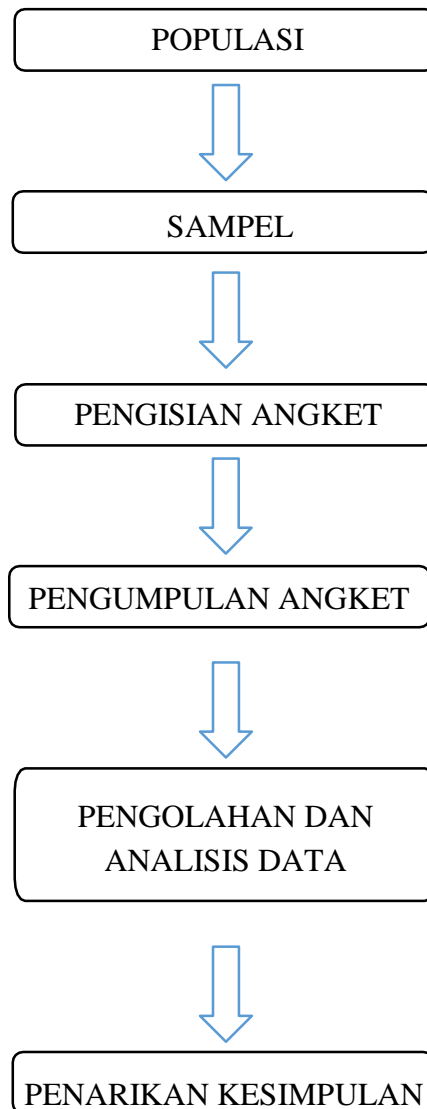 POPULASI
SAMPEL
PENGISIAN ANGKET
PENGUMPULAN ANGKET
PENGOLAHAN DAN
ANALISIS DATA
PENARIKAN KESIMPULAN